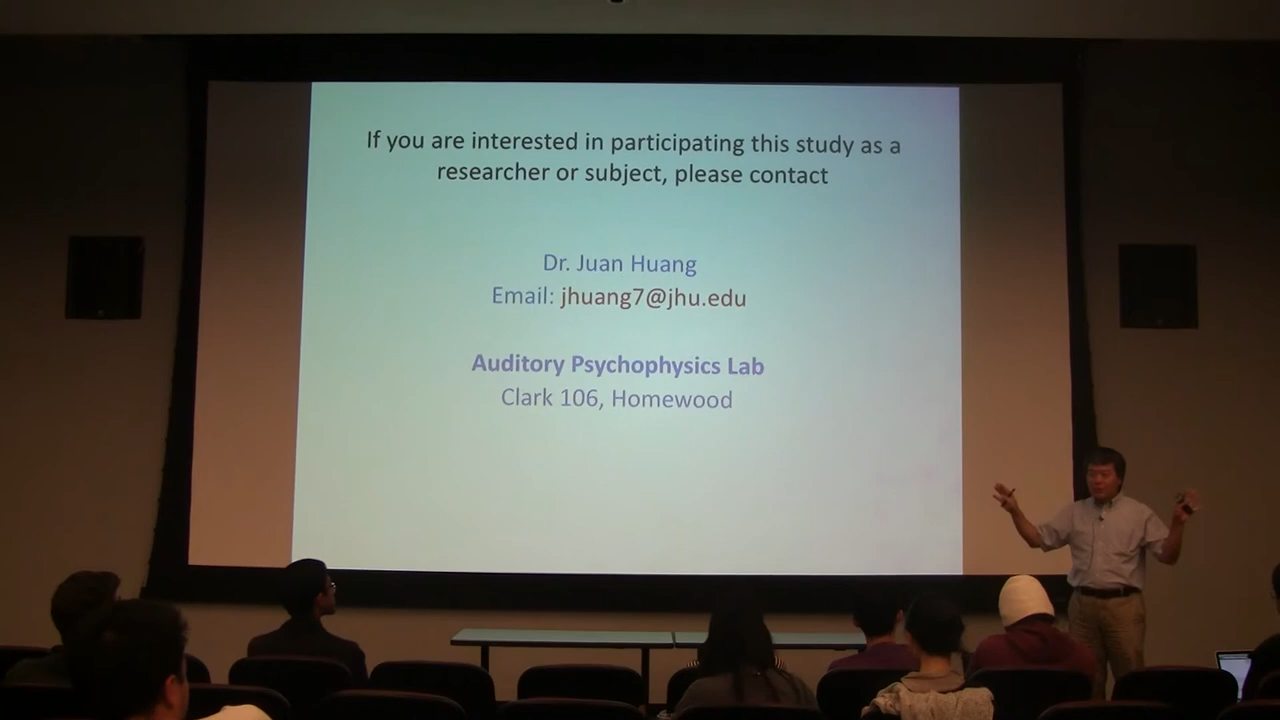 If you are interested in participating this study as a
researcher or subject, please contact
Dr. Juan Huang
Email: jhuang7@jhu.edu
Auditory Psychophysics Lab
Clark 106, Homewood